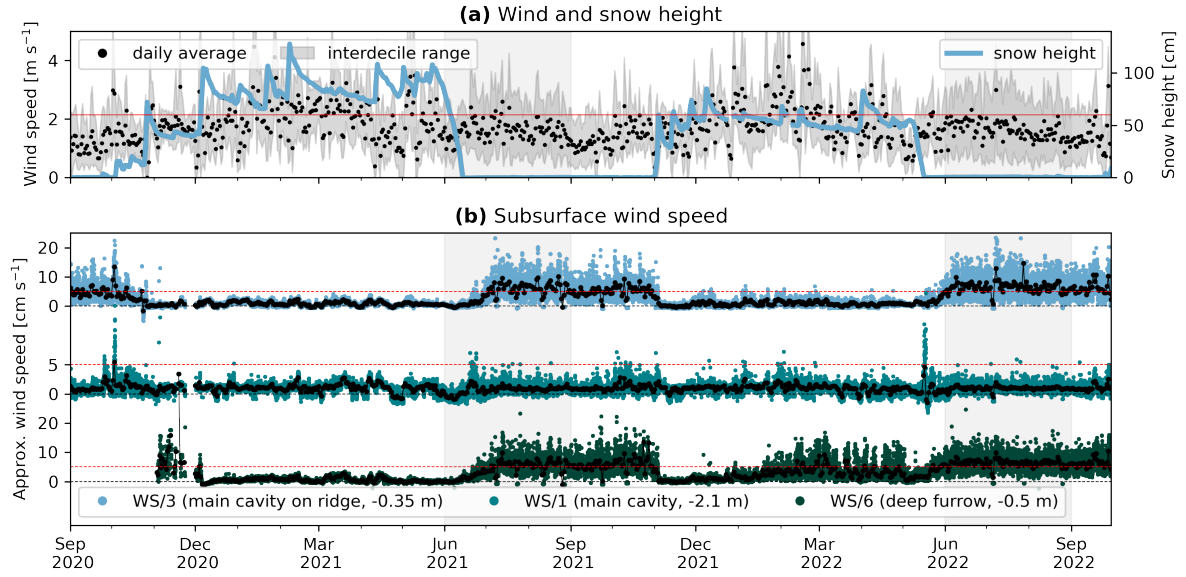 (a) Wind and snow height
Wind speed [m s⁻¹]
4
2
0
daily average
interdecile range
snow height
100
50
0
Snow height [cm]
(b) Subsurface wind speed
Approx. wind speed [cm s⁻¹]
20
10
0
5
0
20
10
0
WS/3 (main cavity on ridge, -0.35 m)
WS/1 (main cavity, -2.1 m)
WS/6 (deep furrow, -0.5 m)
Sep Dec Mar Jun Sep Dec Mar Jun Sep
2020 2020 2021 2021 2021 2021 2022 2022 2022